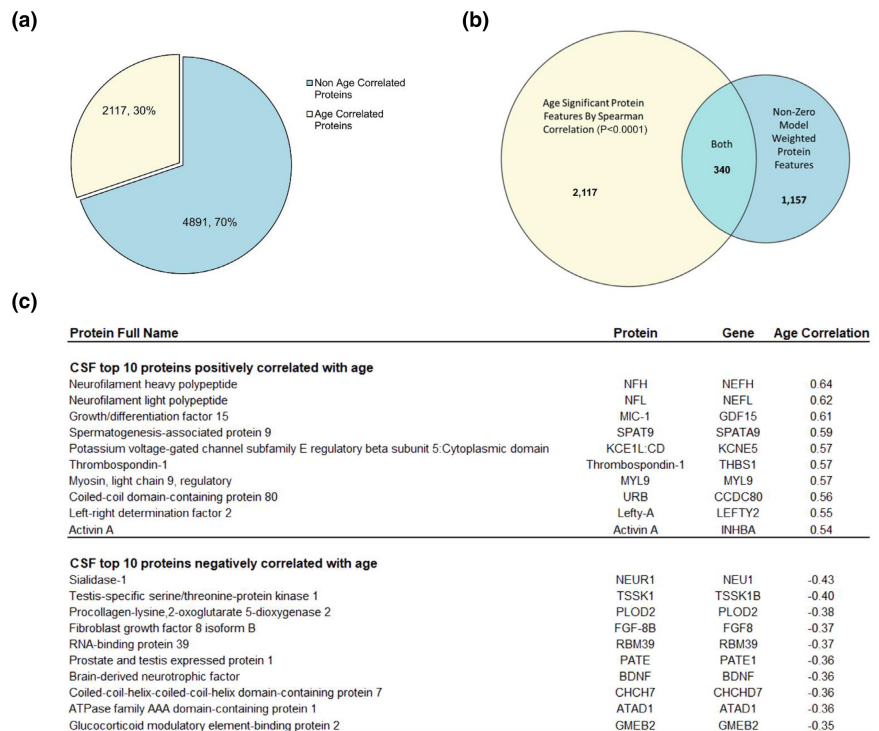 (a)
2117, 30%
4891, 70%
Non Age Correlated
Proteins
Age Correlated
Proteins
(b)
Age Significant Protein
Features By Spearman
Correlation (P<0.0001)
2,117
Both
340
Non-Zero
Model
Weighted
Protein
Features
1,157
(c)
Protein Full Name Protein Gene Age Correlation
CSF top 10 proteins positively correlated with age
Neurofilament heavy polypeptide NFH NEFH 0.64
Neurofilament light polypeptide NFL NEFL 0.62
Growth/differentiation factor 15 MIC-1 GDF15 0.61
Spermatogenesis-associated protein 9 SPAT9 SPATA9 0.59
Potassium voltage-gated channel subfamily E regulatory beta subunit 5:Cytoplasmic domain KCE1L:CD KCNE5 0.57
Thrombospondin-1 Thrombospondin-1 THBS1 0.57
Myosin, light chain 9, regulatory MYL9 MYL9 0.57
Coiled-coil domain-containing protein 80 URB CCDC80 0.56
Left-right determination factor 2 Lefty-A LEFTY2 0.55
Activin A Activin A INHBA 0.54
CSF top 10 proteins negatively correlated with age
Sialidase-1 NEUR1 NEU1 -0.43
Testis-specific serine/threonine-protein kinase 1 TSSK1 TSSK1B -0.40
Procollagen-lysine,2-oxoglutarate 5-dioxygenase 2 PLOD2 PLOD2 -0.38
Fibroblast growth factor 8 isoform B FGF-8B FGF8 -0.37
RNA-binding protein 39 RBM39 RBM39 -0.37
Prostate and testis expressed protein 1 PATE PATE1 -0.36
Brain-derived neurotrophic factor BDNF BDNF -0.36
Coiled-coil-helix-coiled-coil-helix domain-containing protein 7 CHCH7 CHCHD7 -0.36
ATPase family AAA domain-containing protein 1 ATAD1 ATAD1 -0.36
Glucocorticoid modulatory element-binding protein 2 GMEB2 GMEB2 -0.35